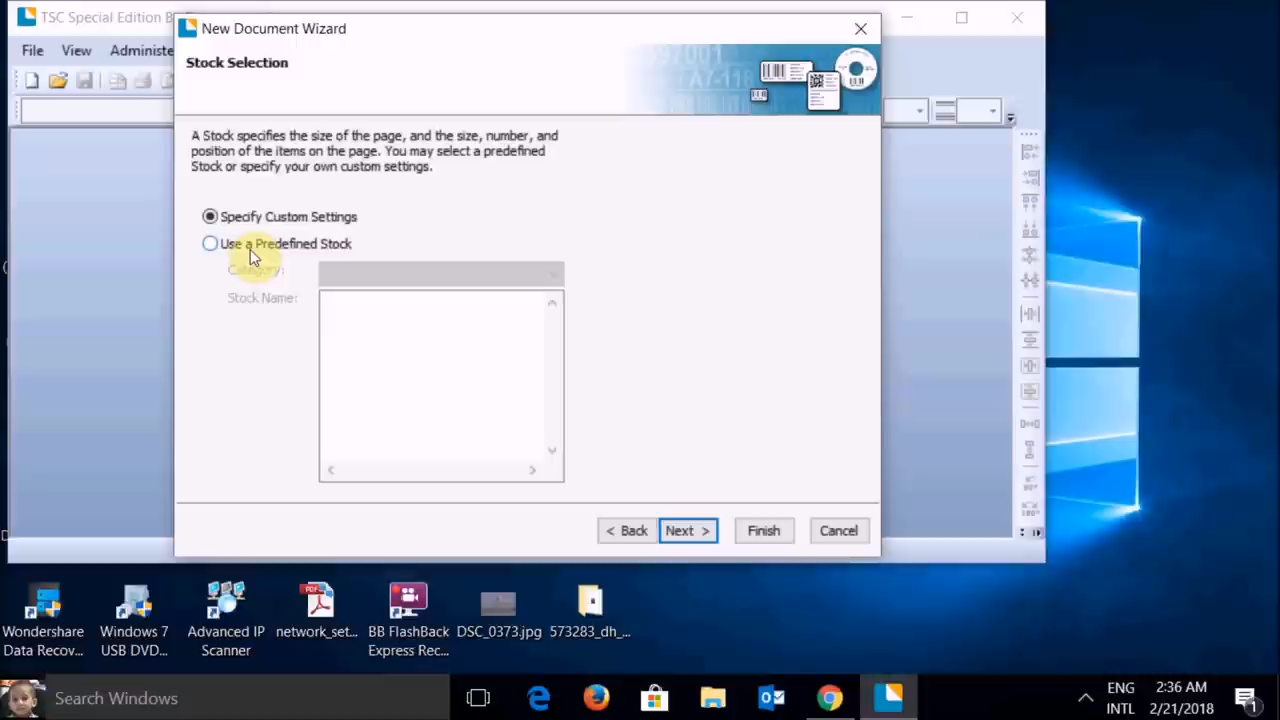 TSC Special Edition B
New Document Wizard
File View Administe
Stock Selection
A Stock specifies the size of the page, and the size, number, and
position of the items on the page. You may select a predefined
Stock or specify your own custom settings.
Specify Custom Settings
Use a Predefined Stock
Category:
Stock Name:
< Back Next > Finish Cancel
Wondershare
Data Recov...
Windows 7
USB DVD...
Advanced IP
Scanner
network_set...
BB FlashBack
Express Rec...
DSC_0373.jpg
573283_dh_...
Search Windows
ENG
INTL
2:36 AM
2/21/2018
1